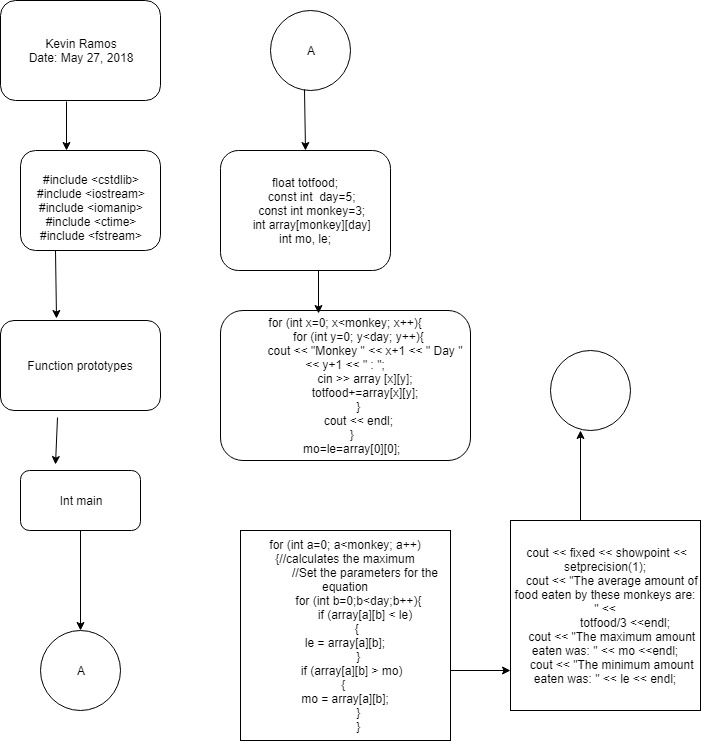 Kevin Ramos
Date: May 27, 2018
#include <cstdlib>
#include <iostream>
#include <iomanip>
#include <ctime>
#include <fstream>
Function prototypes
Int main
A
A
float totfood;
const int  day=5;
const int monkey=3;
int array[monkey][day]
int mo, le;
for (int x=0; x<monkey; x++){
for (int y=0; y<day; y++){
cout << "Monkey " << x+1 << " Day "
<< y+1 << " : ";
cin >> array [x][y];
totfood+=array[x][y];
}
cout << endl;
}
mo=le=array[0][0];
for (int a=0; a<monkey; a++)
{//calculates the maximum
//Set the parameters for the
equation
for (int b=0;b<day;b++){
if (array[a][b] < le)
{
le = array[a][b];
}
if (array[a][b] > mo)
{
mo = array[a][b];
}
}
cout << fixed << showpoint <<
setprecision(1);
cout << "The average amount of
food eaten by these monkeys are:
" <<
totfood/3 <<endl;
cout << "The maximum amount
eaten was: " << mo <<endl;
cout << "The minimum amount
eaten was: " << le << endl;